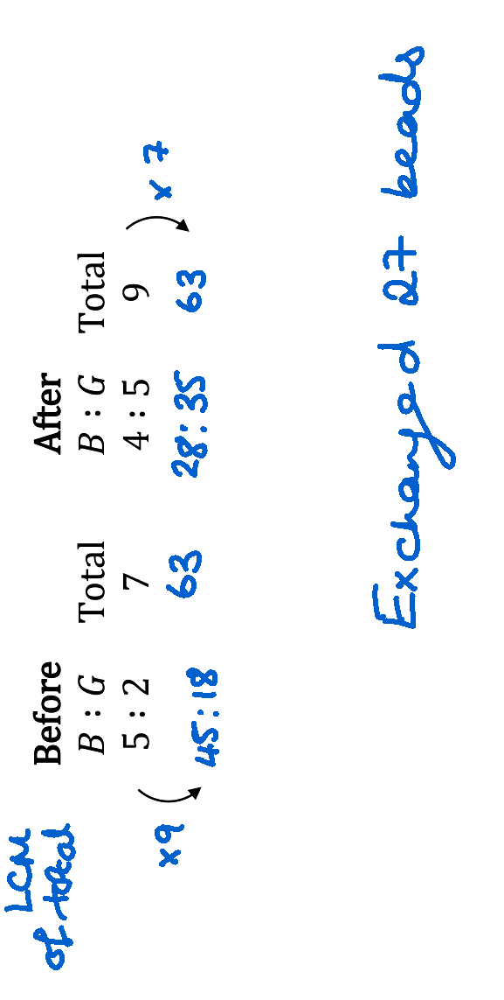 LCM
of total
Before After
B : G Total B : G Total
5 : 2 7 4 : 5 9
x9 45:18 63 28:35 63 x 7
Exchanged 27 beads